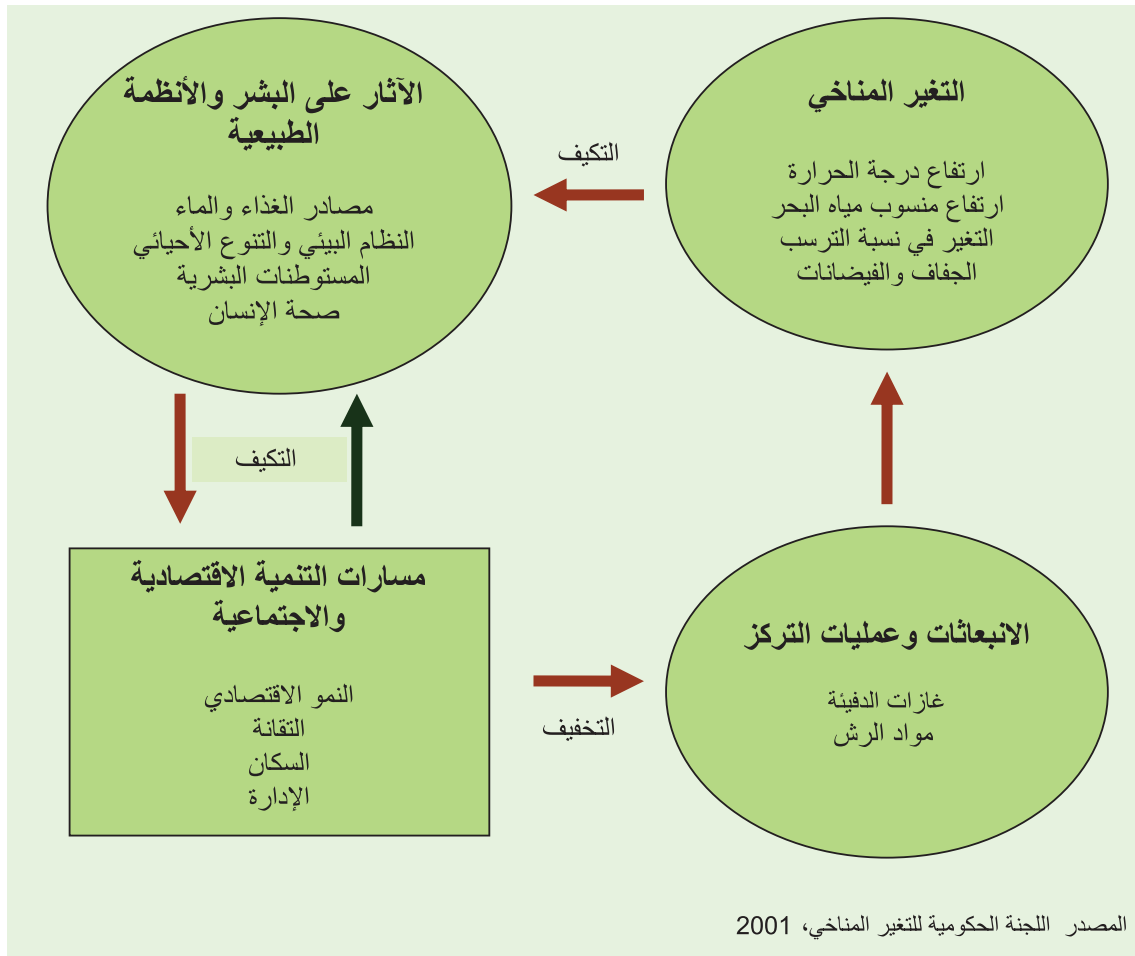 التغير المناخي
ارتفاع درجة الحرارة
ارتفاع منسوب مياه البحر
التغير في نسبة الترسب
الجفاف والفيضانات
التكيف
الآثار على البشر والأنظمة
الطبيعية
مصادر الغذاء والماء
النظام البيئي والتنوع الأحيائي
المستوطنات البشرية
صحة الإنسان
التكيف
مسارات التنمية الاقتصادية
والاجتماعية
النمو الاقتصادي
التقانة
السكان
الإدارة
التخفيف
الانبعاثات وعمليات التركز
غازات الدفيئة
مواد الرش
المصدر اللجنة الحكومية للتغير المناخي، 2001